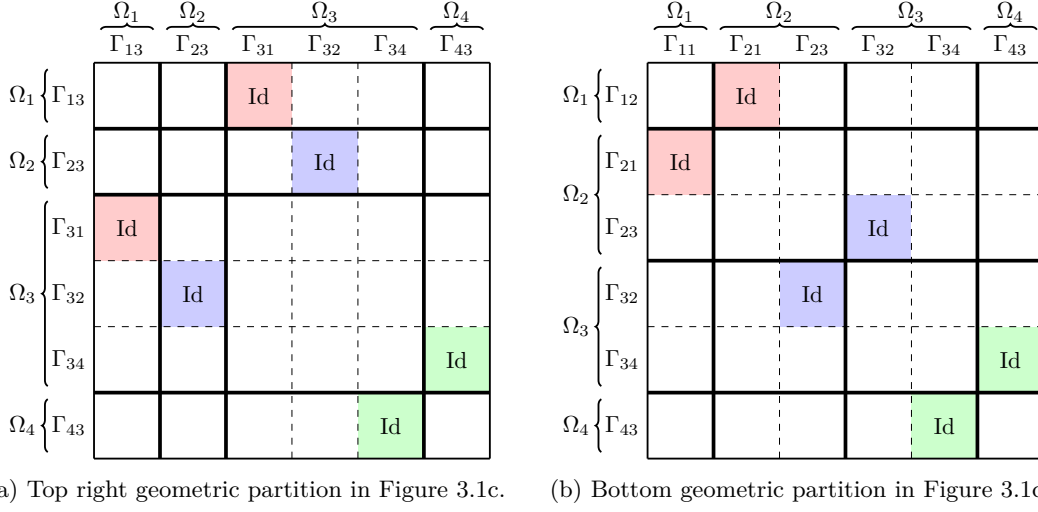 Ω₁ Ω₂ Ω₃ Ω₄
Γ₁₃ Γ₂₃ Γ₃₁ Γ₃₂ Γ₃₄ Γ₄₃
Ω₁ { Γ₁₃ Id
Ω₂ { Γ₂₃ Id
Γ₃₁ Id
Ω₃ { Γ₃₂ Id
Γ₃₄ Id
Ω₄ { Γ₄₃ Id
a) Top right geometric partition in Figure 3.1c.
Ω₁ Ω₂ Ω₃ Ω₄
Γ₁₁ Γ₂₁ Γ₂₃ Γ₃₂ Γ₃₄ Γ₄₃
Ω₁ { Γ₁₂ Id
Γ₂₁ Id
Ω₂ {
Γ₂₃ Id
Γ₃₂ Id
Ω₃ {
Γ₃₄ Id
Ω₄ { Γ₄₃ Id
(b) Bottom geometric partition in Figure 3.1c